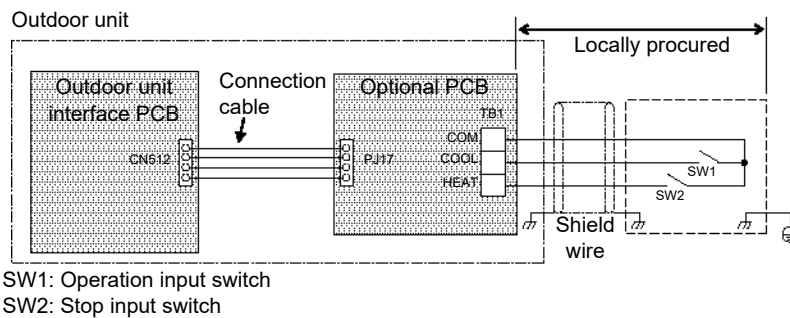 Outdoor unit
Locally procured
Outdoor unit
interface PCB
Connection
cable
Optional PCB
TB1
COM
CN512
PJ17
COOL
SW1
HEAT
SW2
Shield
wire
SW1: Operation input switch
SW2: Stop input switch